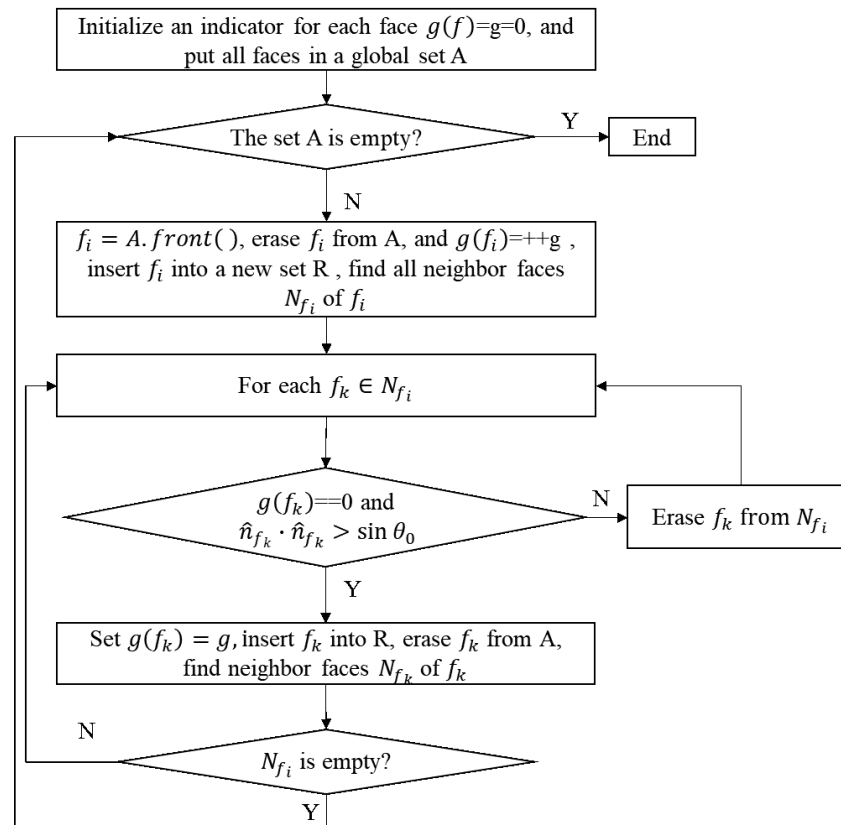 Initialize an indicator for each face g(f)=g=0, and
put all faces in a global set A
The set A is empty?
Y
End
N
f_i = A.front( ), erase f_i from A, and g(f_i)=++g ,
insert f_i into a new set R , find all neighbor faces
N_{f_i} of f_i
For each f_k ∈ N_{f_i}
g(f_k)==0 and
n̂_{f_k} · n̂_{f_k} > sin θ_0
N
Erase f_k from N_{f_i}
Y
Set g(f_k) = g, insert f_k into R, erase f_k from A,
find neighbor faces N_{f_k} of f_k
N
N_{f_i} is empty?
Y